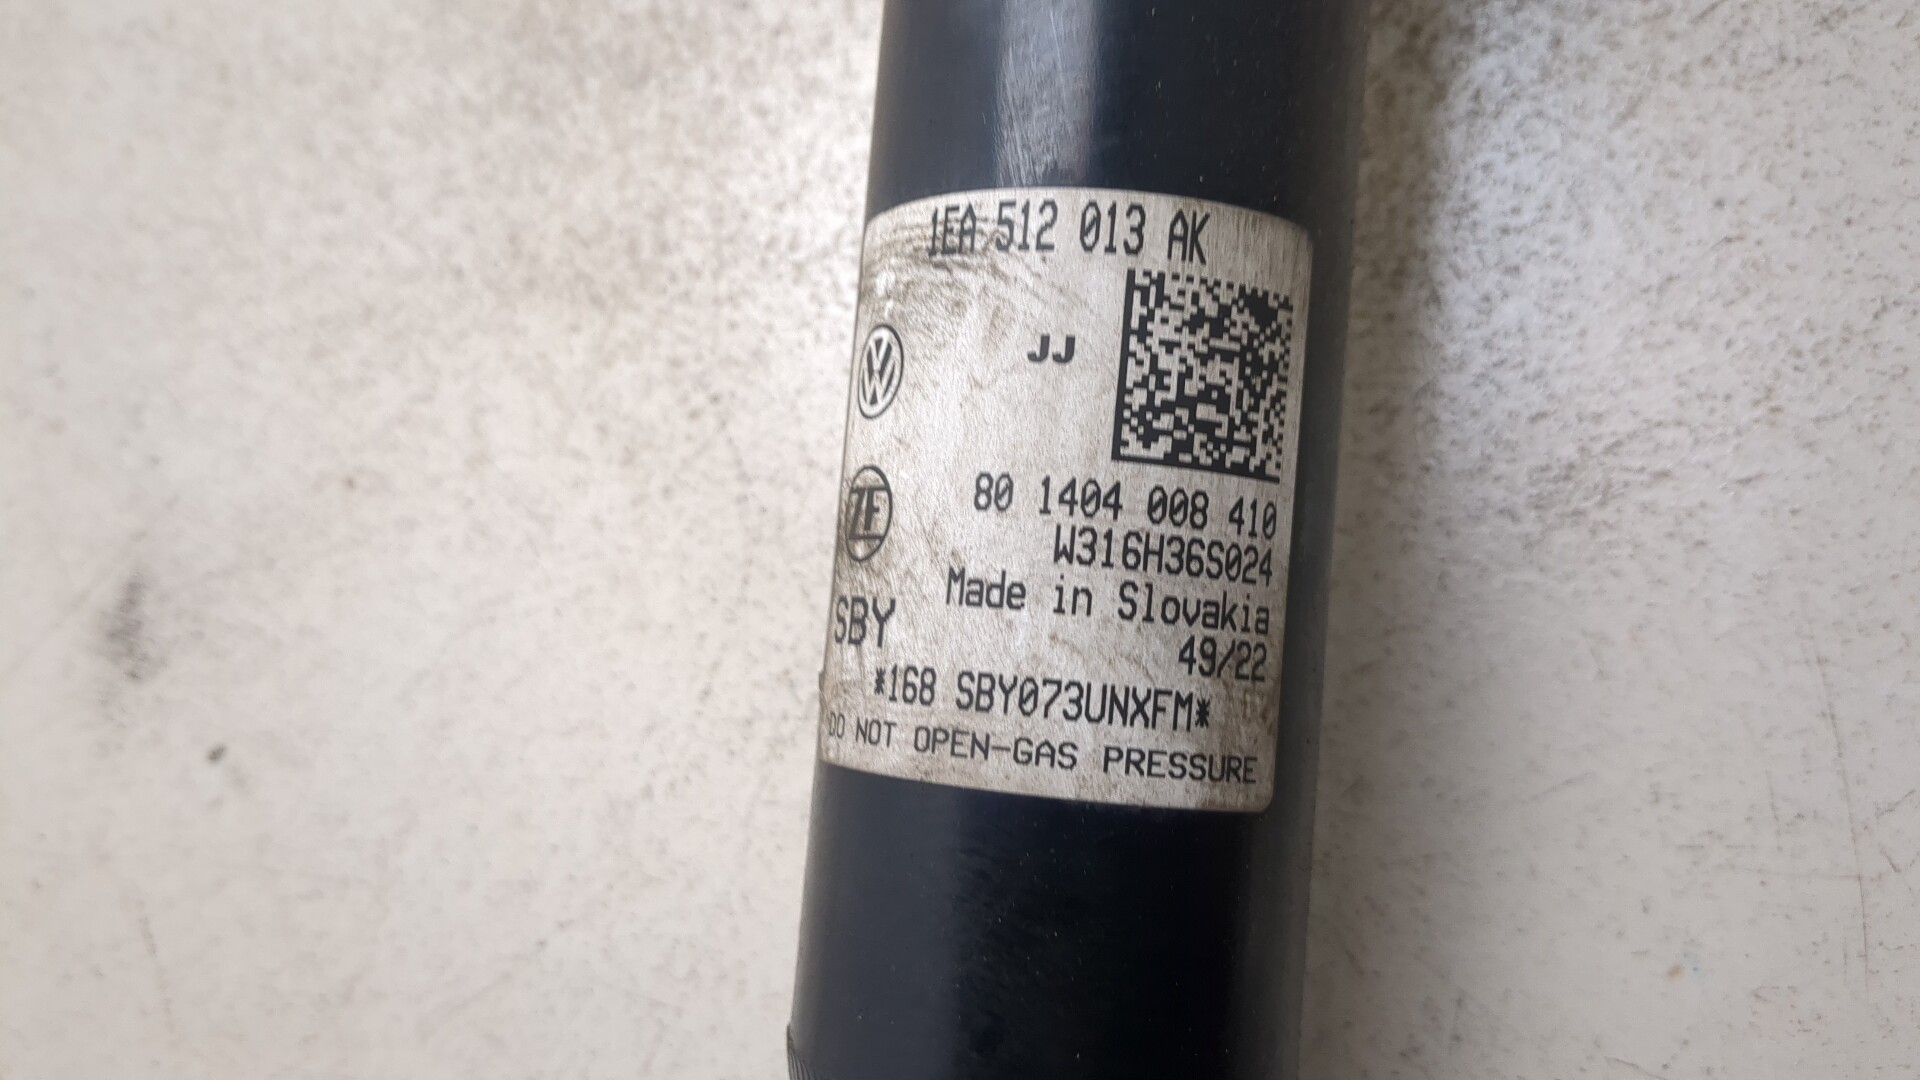 1EA 512 013 AK
JJ
ZF
80 1404 008 410
W316H36S024
Made in Slovakia
SBY
49/22
*168 SBY073UNXFM*
DO NOT OPEN-GAS PRESSURE